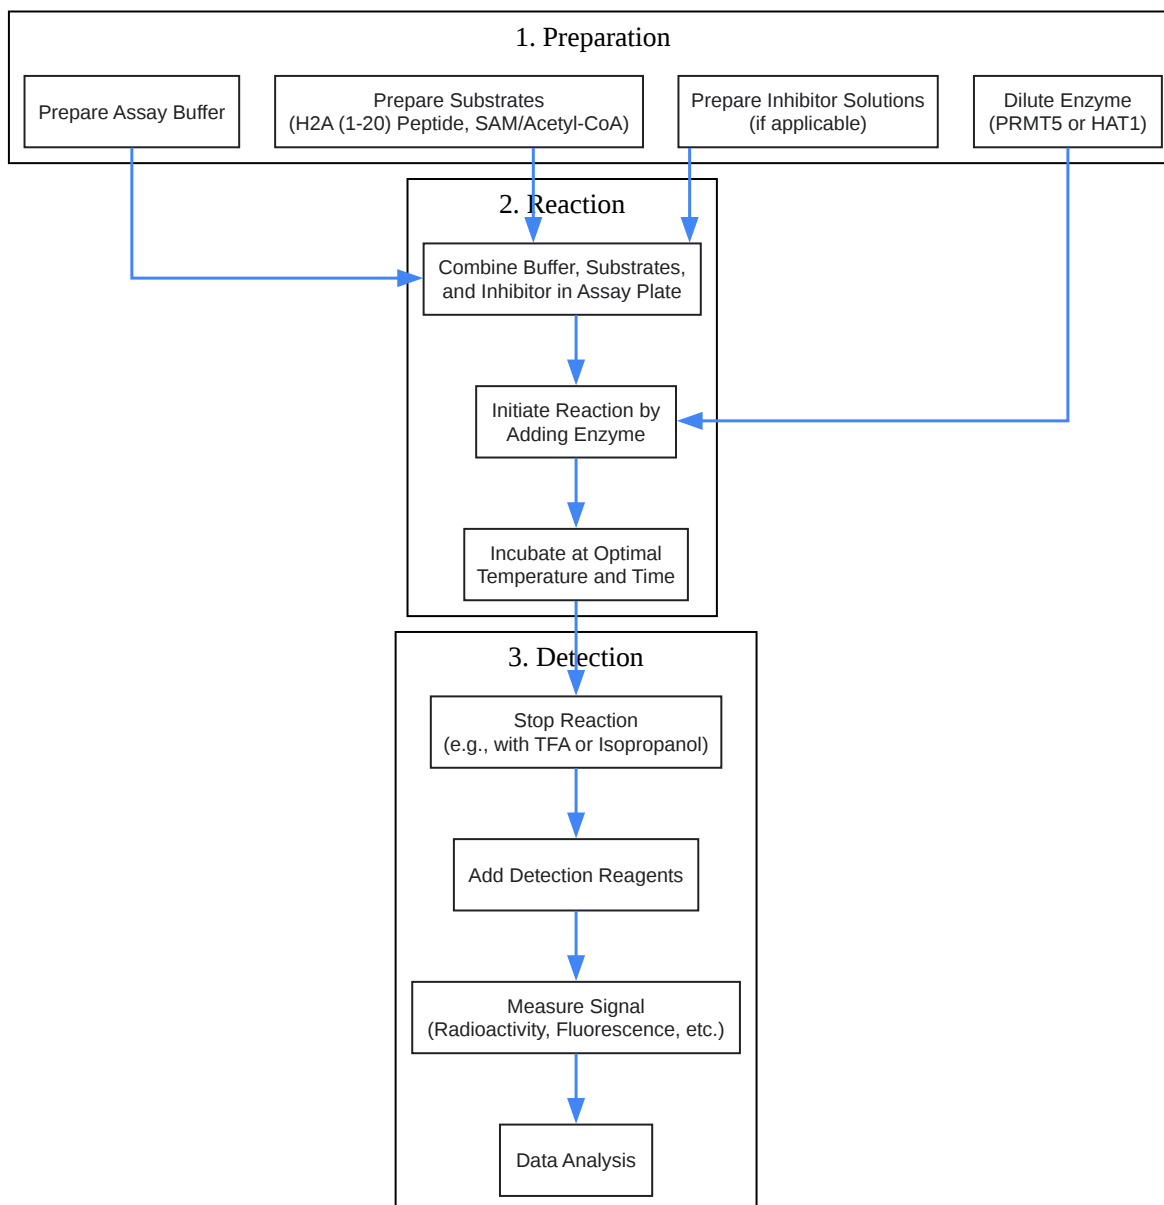 1. Preparation
Prepare Assay Buffer
Prepare Substrates
(H2A (1-20) Peptide, SAM/Acetyl-CoA)
Prepare Inhibitor Solutions
(if applicable)
Dilute Enzyme
(PRMT5 or HAT1)
2. Reaction
Combine Buffer, Substrates,
and Inhibitor in Assay Plate
Initiate Reaction by
Adding Enzyme
Incubate at Optimal
Temperature and Time
3. Detection
Stop Reaction
(e.g., with TFA or Isopropanol)
Add Detection Reagents
Measure Signal
(Radioactivity, Fluorescence, etc.)
Data Analysis